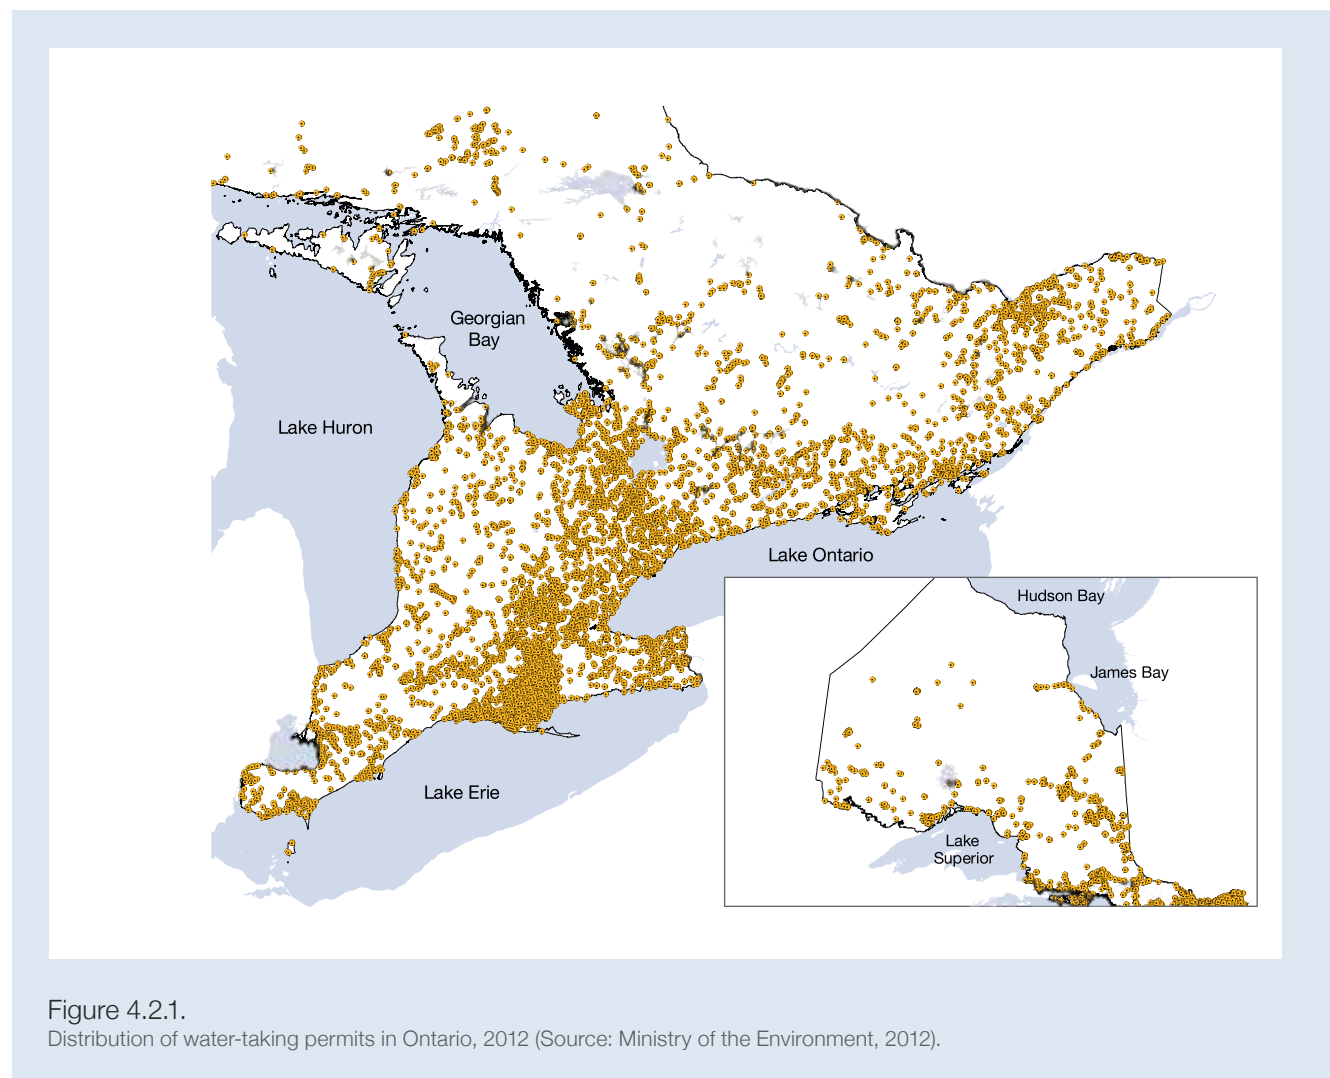 Georgian
Bay
Lake Huron
Lake Ontario
Hudson Bay
James Bay
Lake Erie
Lake
Superior
Figure 4.2.1.
Distribution of water-taking permits in Ontario, 2012 (Source: Ministry of the Environment, 2012).